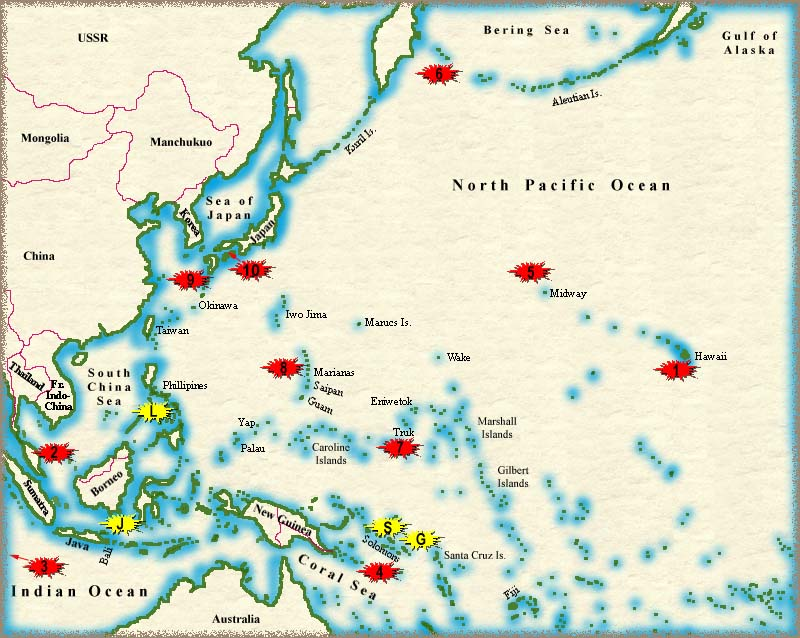 USSR
Bering Sea
Gulf of
Alaska
6
Aleutian Is.
Mongolia
Manchukuo
Kuril Is.
North Pacific Ocean
Sea of
Japan
Korea
Japan
China
9
10
5
Midway
Okinawa
Iwo Jima
Marucs Is.
Taiwan
Hawaii
1
Wake
8
Marianas
Saipan
Guam
Thailand
Fr.
Indo-
China
South
China
Sea
Phillipines
L
Eniwetok
Yap
Truk
7
Marshall
Islands
Palau
Caroline
Islands
2
Gilbert
Islands
Borneo
Sumatra
J
New Guinea
S
G
Solomons
Santa Cruz Is.
Java
Bali
3
4
Coral Sea
Indian Ocean
Fiji
Australia